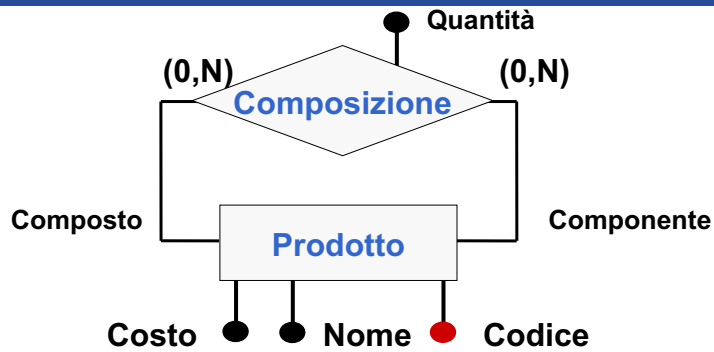 Quantità
(0,N) (0,N)
Composizione
Composto Componente
Prodotto
Costo Nome Codice